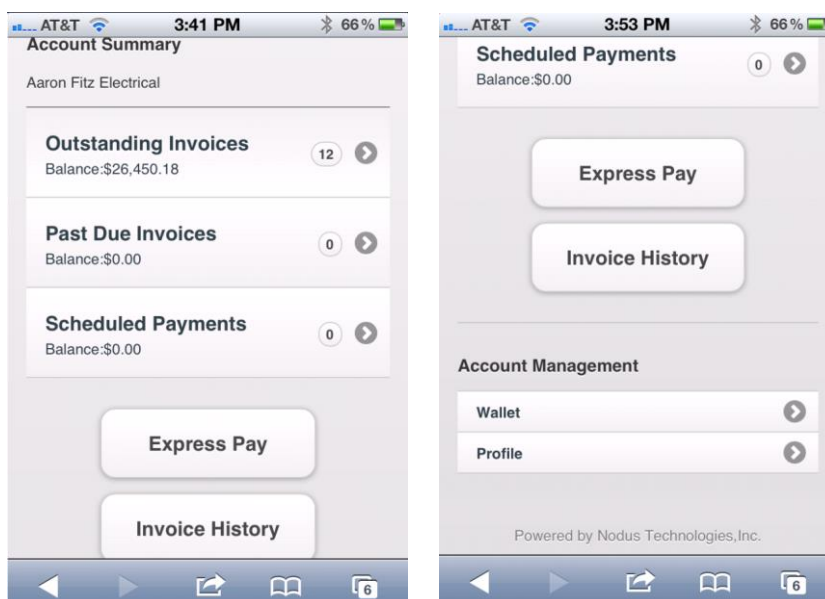 AT&T 3:41 PM 66%
Account Summary
Aaron Fitz Electrical
Outstanding Invoices
12
Balance:$26,450.18
Past Due Invoices
0
Balance:$0.00
Scheduled Payments
0
Balance:$0.00
Express Pay
Invoice History
6
AT&T 3:53 PM 66%
Scheduled Payments
0
Balance:$0.00
Express Pay
Invoice History
Account Management
Wallet
Profile
Powered by Nodus Technologies,Inc.
6